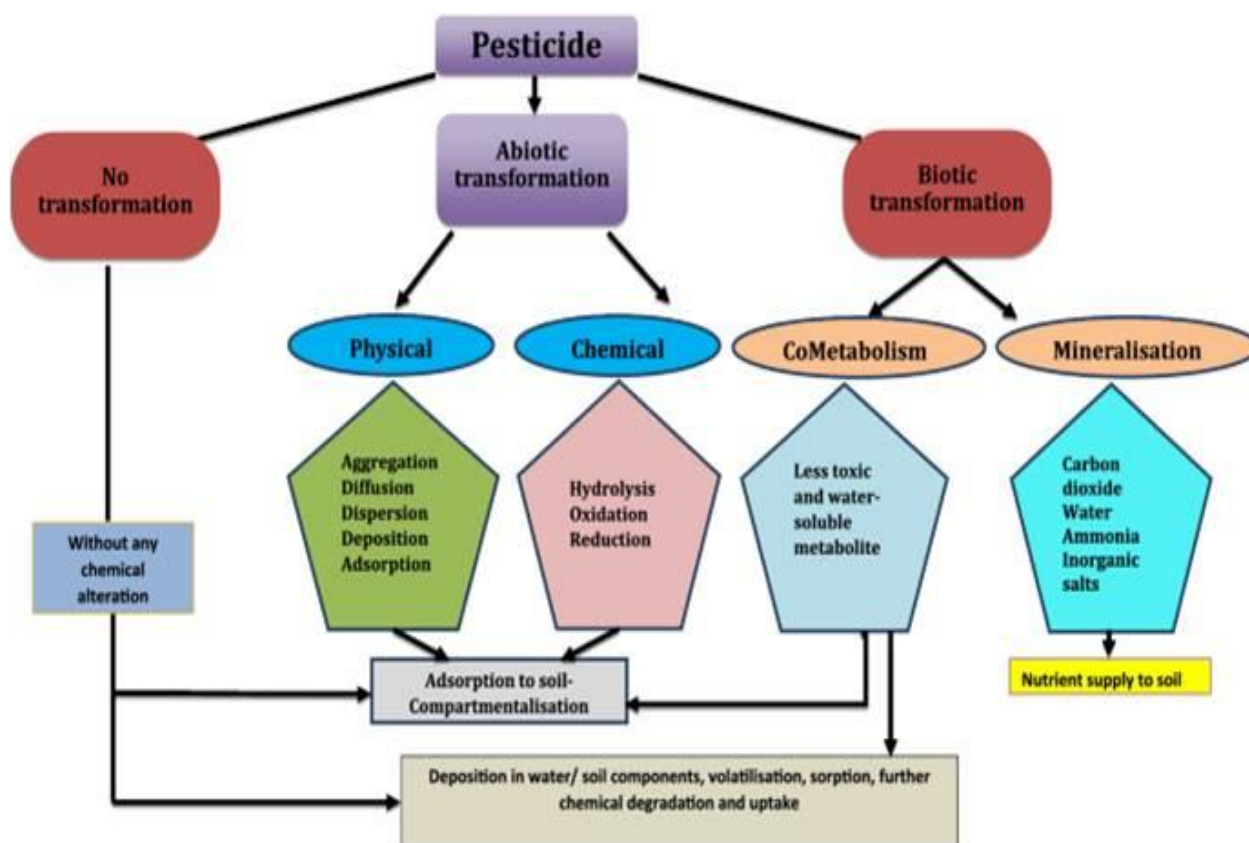 Pesticide
No
transformation
Abiotic
transformation
Biotic
transformation
Physical
Chemical
CoMetabolism
Mineralisation
Aggregation
Diffusion
Dispersion
Deposition
Adsorption
Hydrolysis
Oxidation
Reduction
Less toxic
and water-
soluble
metabolite
Carbon
dioxide
Water
Ammonia
Inorganic
salts
Without any
chemical
alteration
Adsorption to soil-
Compartmentalisation
Nutrient supply to soil
Deposition in water/ soil components, volatilisation, sorption, further
chemical degradation and uptake